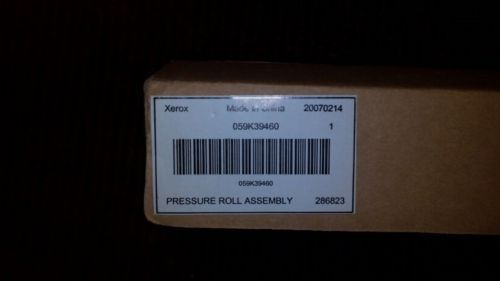 Xerox Made in China 20070214
059K39460 1
059K39460
PRESSURE ROLL ASSEMBLY 286823